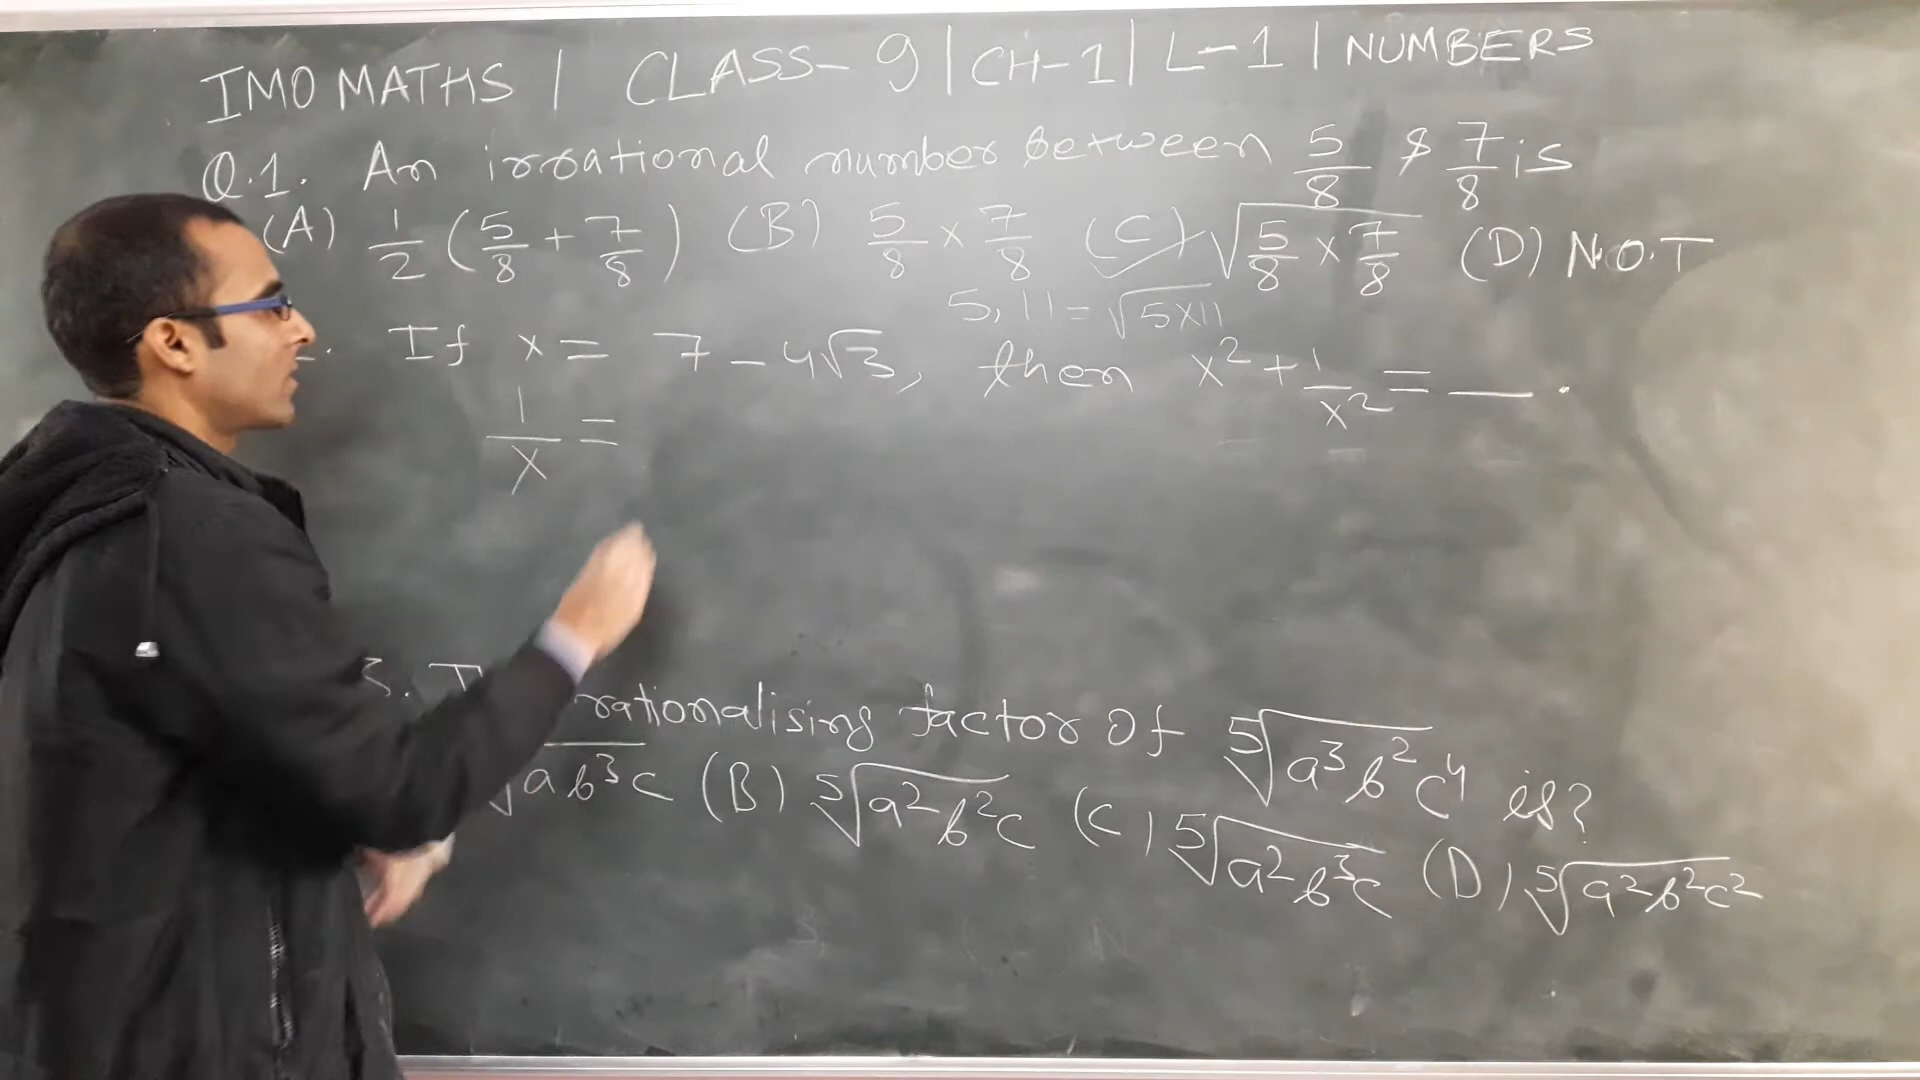 IMO MATHS | CLASS-9 | CH-1 | L-1 | NUMBERS
Q.1. An irrational number between 5/8 & 7/8 is
(A) 1/2 (5/8 + 7/8) (B) 5/8 × 7/8 (C) √(5/8 × 7/8) (D) N.O.T
5, 11 = √(5×11)
If x = 7 - 4√3, then x² + 1/x² = __.
1/x =
3. rationalising factor of ⁵√(a³b²c⁴) is?
√(ab³c) (B) ⁵√(a²b²c) (C) ⁵√(a²b³c) (D) ⁵√(a²b²c²)